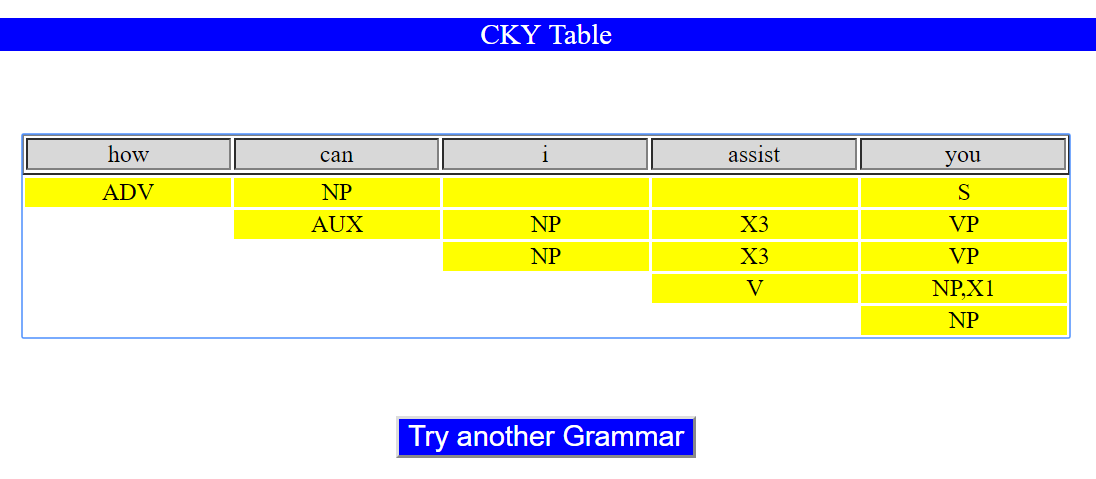 CKY Table
how can i assist you
ADV NP S
AUX NP X3 VP
NP X3 VP
V NP,X1
NP
Try another Grammar